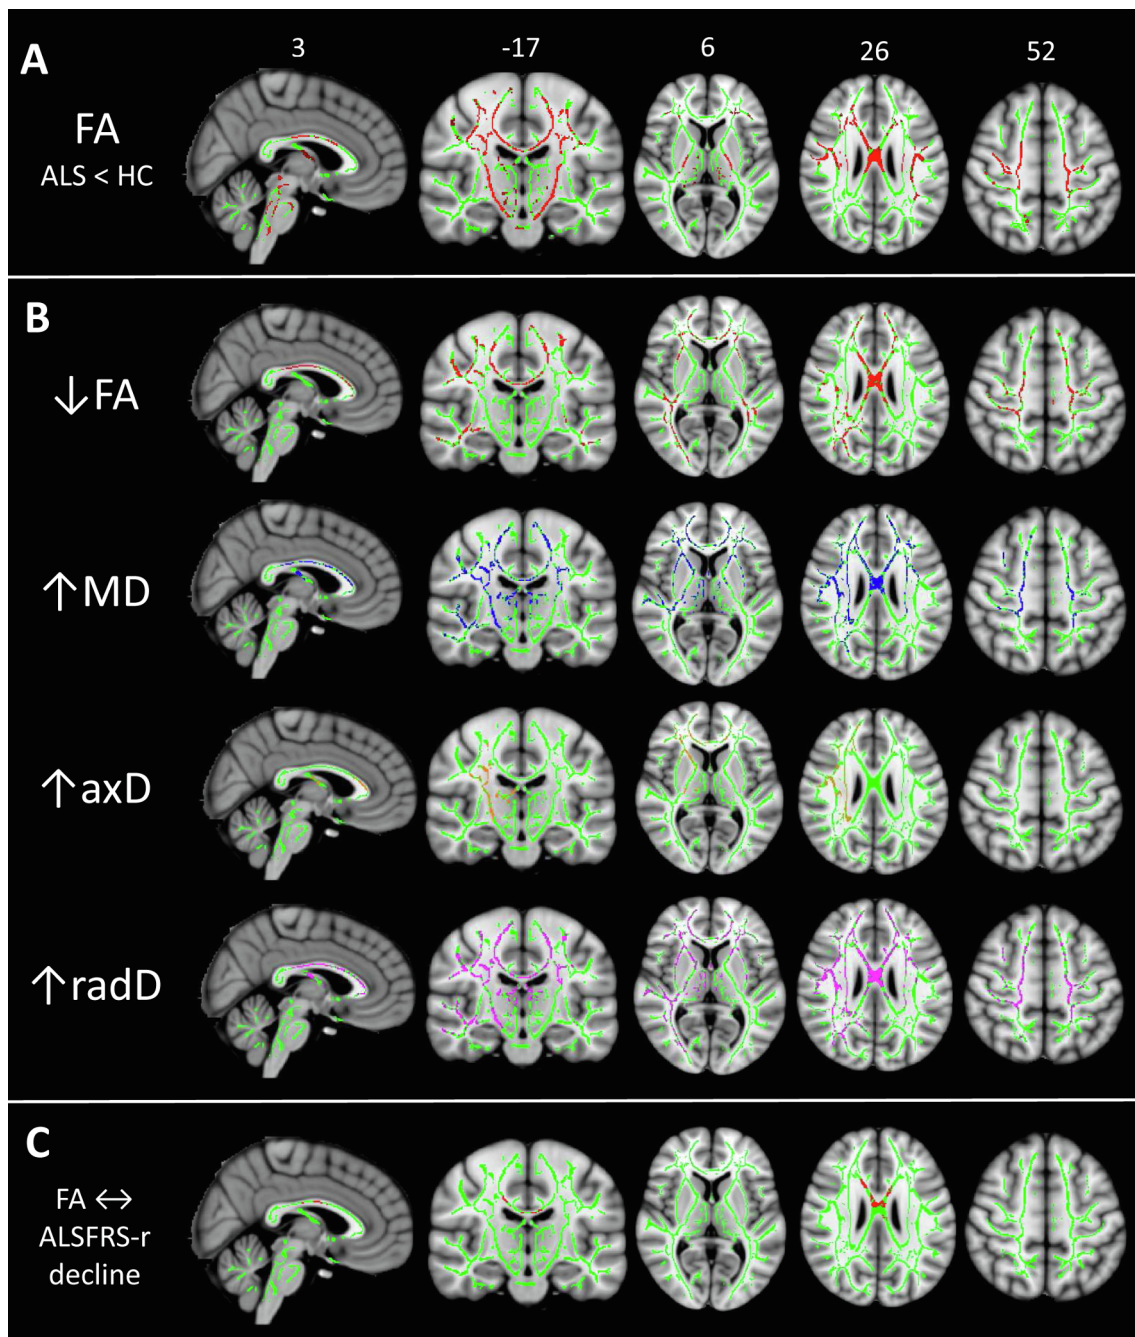 3 -17 6 26 52
A
FA
ALS < HC
B
↓FA
↑MD
↑axD
↑radD
C
FA ↔
ALSFRS-r
decline